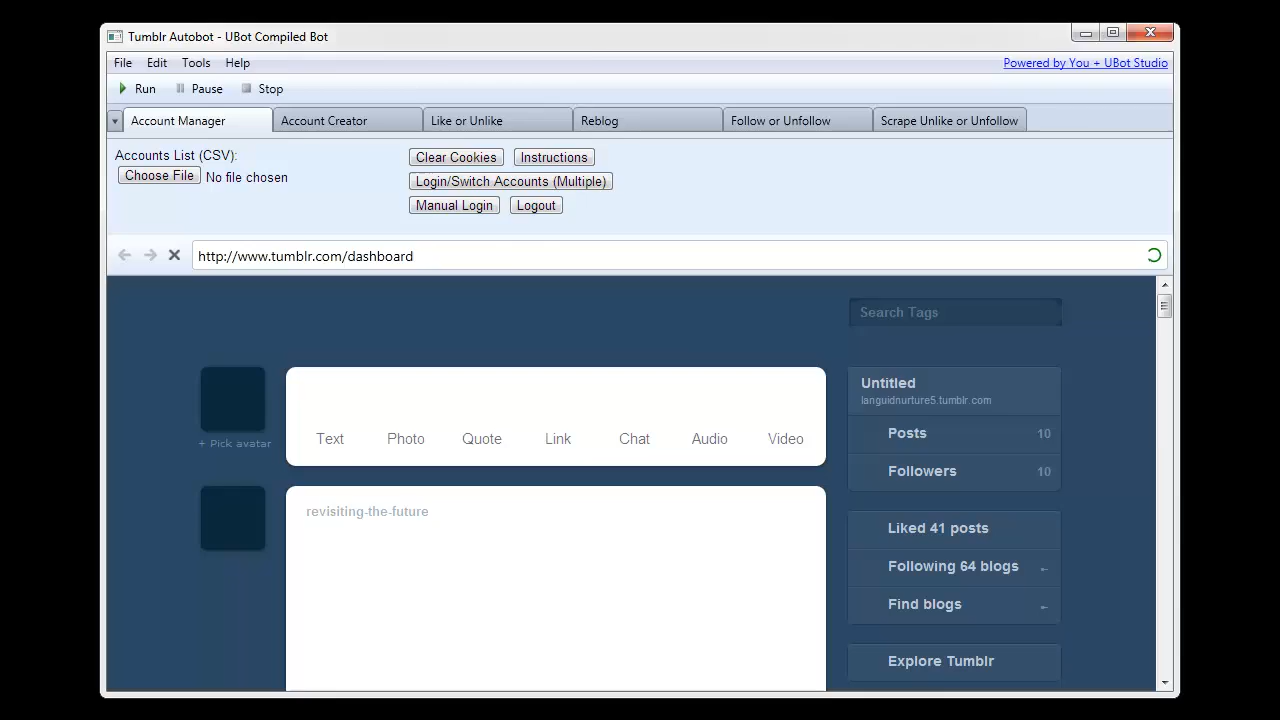 Tumblr Autobot - UBot Compiled Bot
File Edit Tools Help Powered by You + UBot Studio
Run Pause Stop
Account Manager Account Creator Like or Unlike Reblog Follow or Unfollow Scrape Unlike or Unfollow
Accounts List (CSV): Clear Cookies Instructions
Choose File No file chosen Login/Switch Accounts (Multiple)
Manual Login Logout
http://www.tumblr.com/dashboard
Search Tags
Untitled
languidnurture5.tumblr.com
Text Photo Quote Link Chat Audio Video
+ Pick avatar
Posts 10
Followers 10
revisiting-the-future
Liked 41 posts
Following 64 blogs
Find blogs
Explore Tumblr